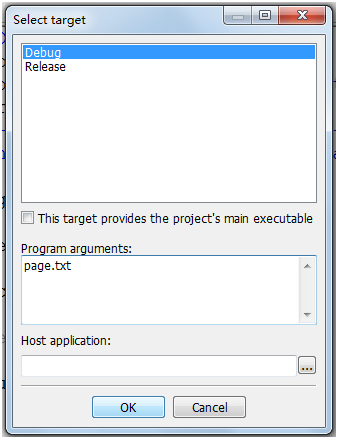 Select target
Debug
Release
This target provides the project's main executable
Program arguments:
page.txt
Host application:
...
OK
Cancel